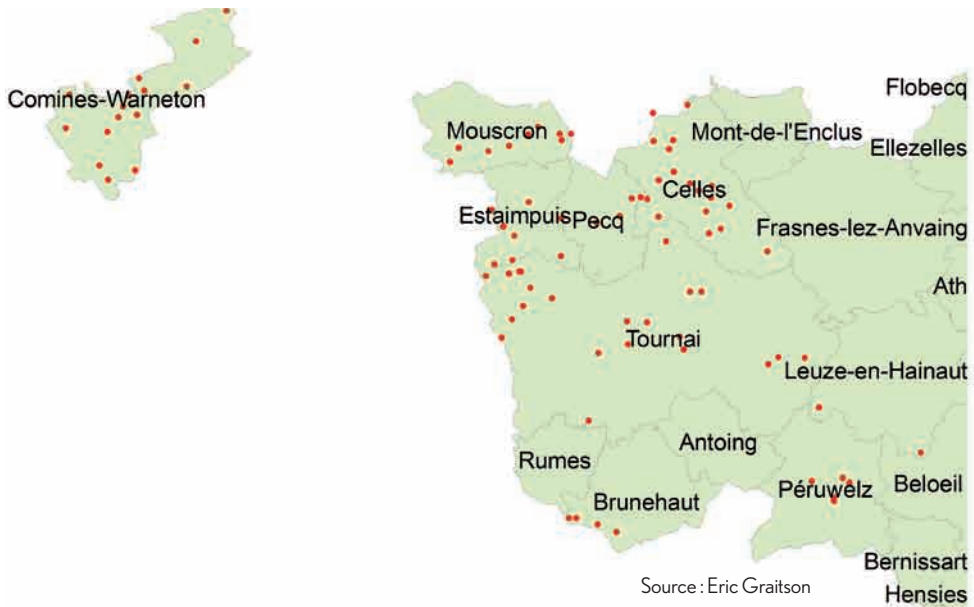 Flobecq
Comines-Warneton
Mouscron
Mont-de-l'Enclus
Ellezelles
Celles
Estaimpuis
Pecq
Frasnes-lez-Anvaing
Ath
Tournai
Leuze-en-Hainaut
Antoing
Rumes
Péruwelz
Beloeil
Brunehaut
Bernissart
Source : Eric Graitson
Hensies